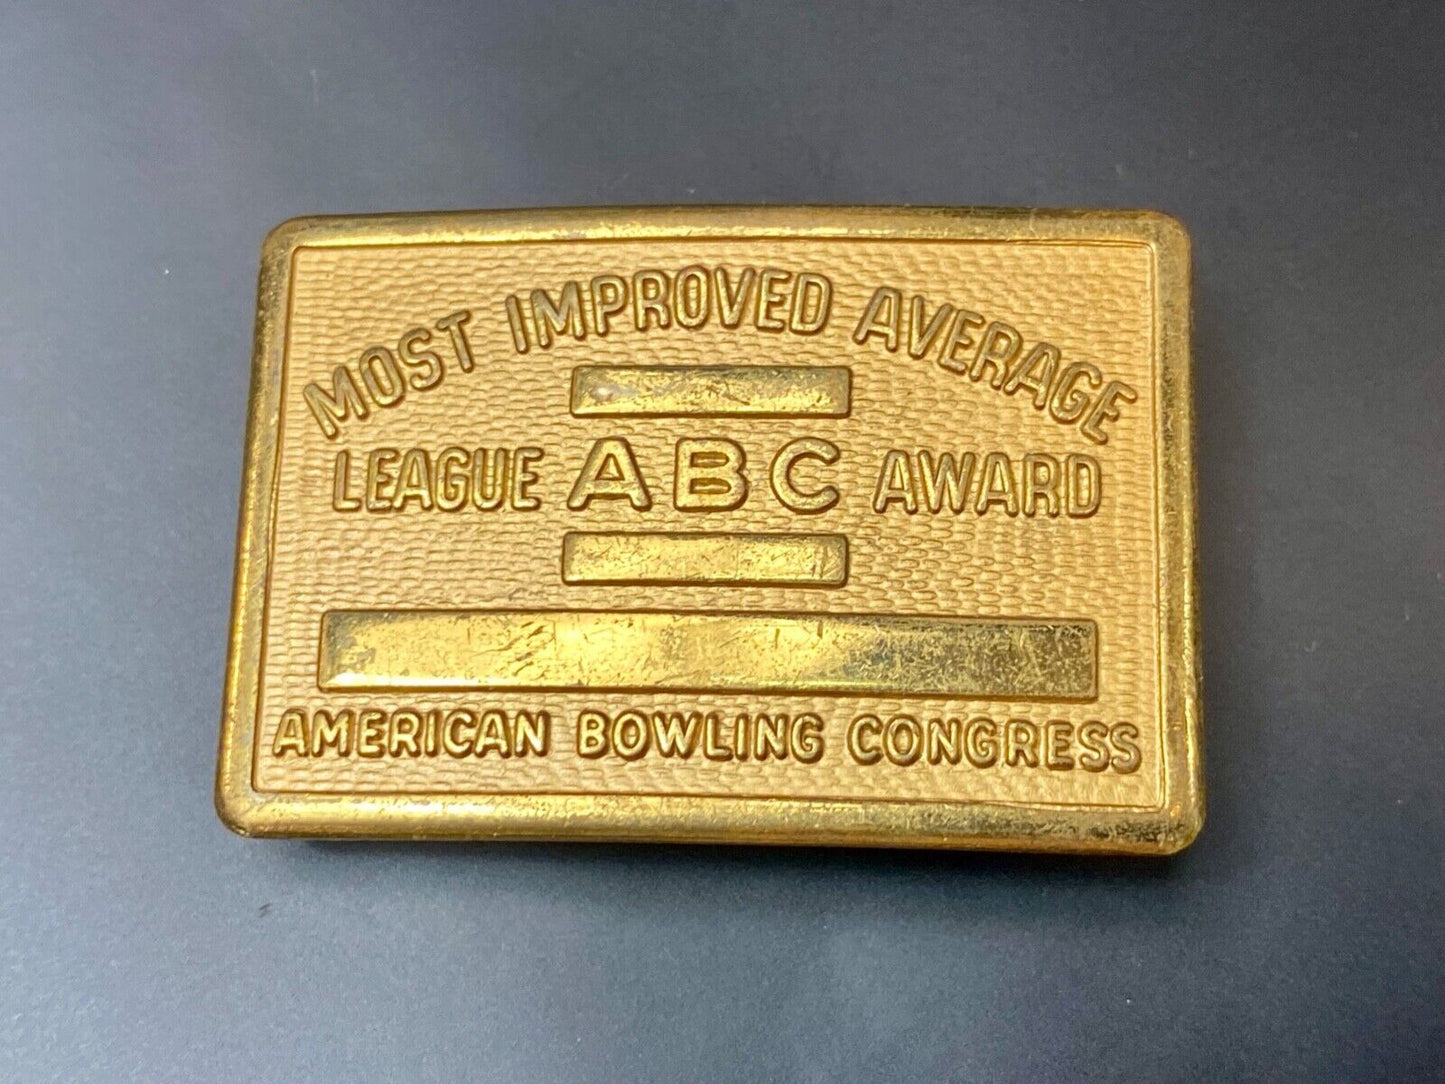 MOST IMPROVED AVERAGE
LEAGUE ABC AWARD
AMERICAN BOWLING CONGRESS